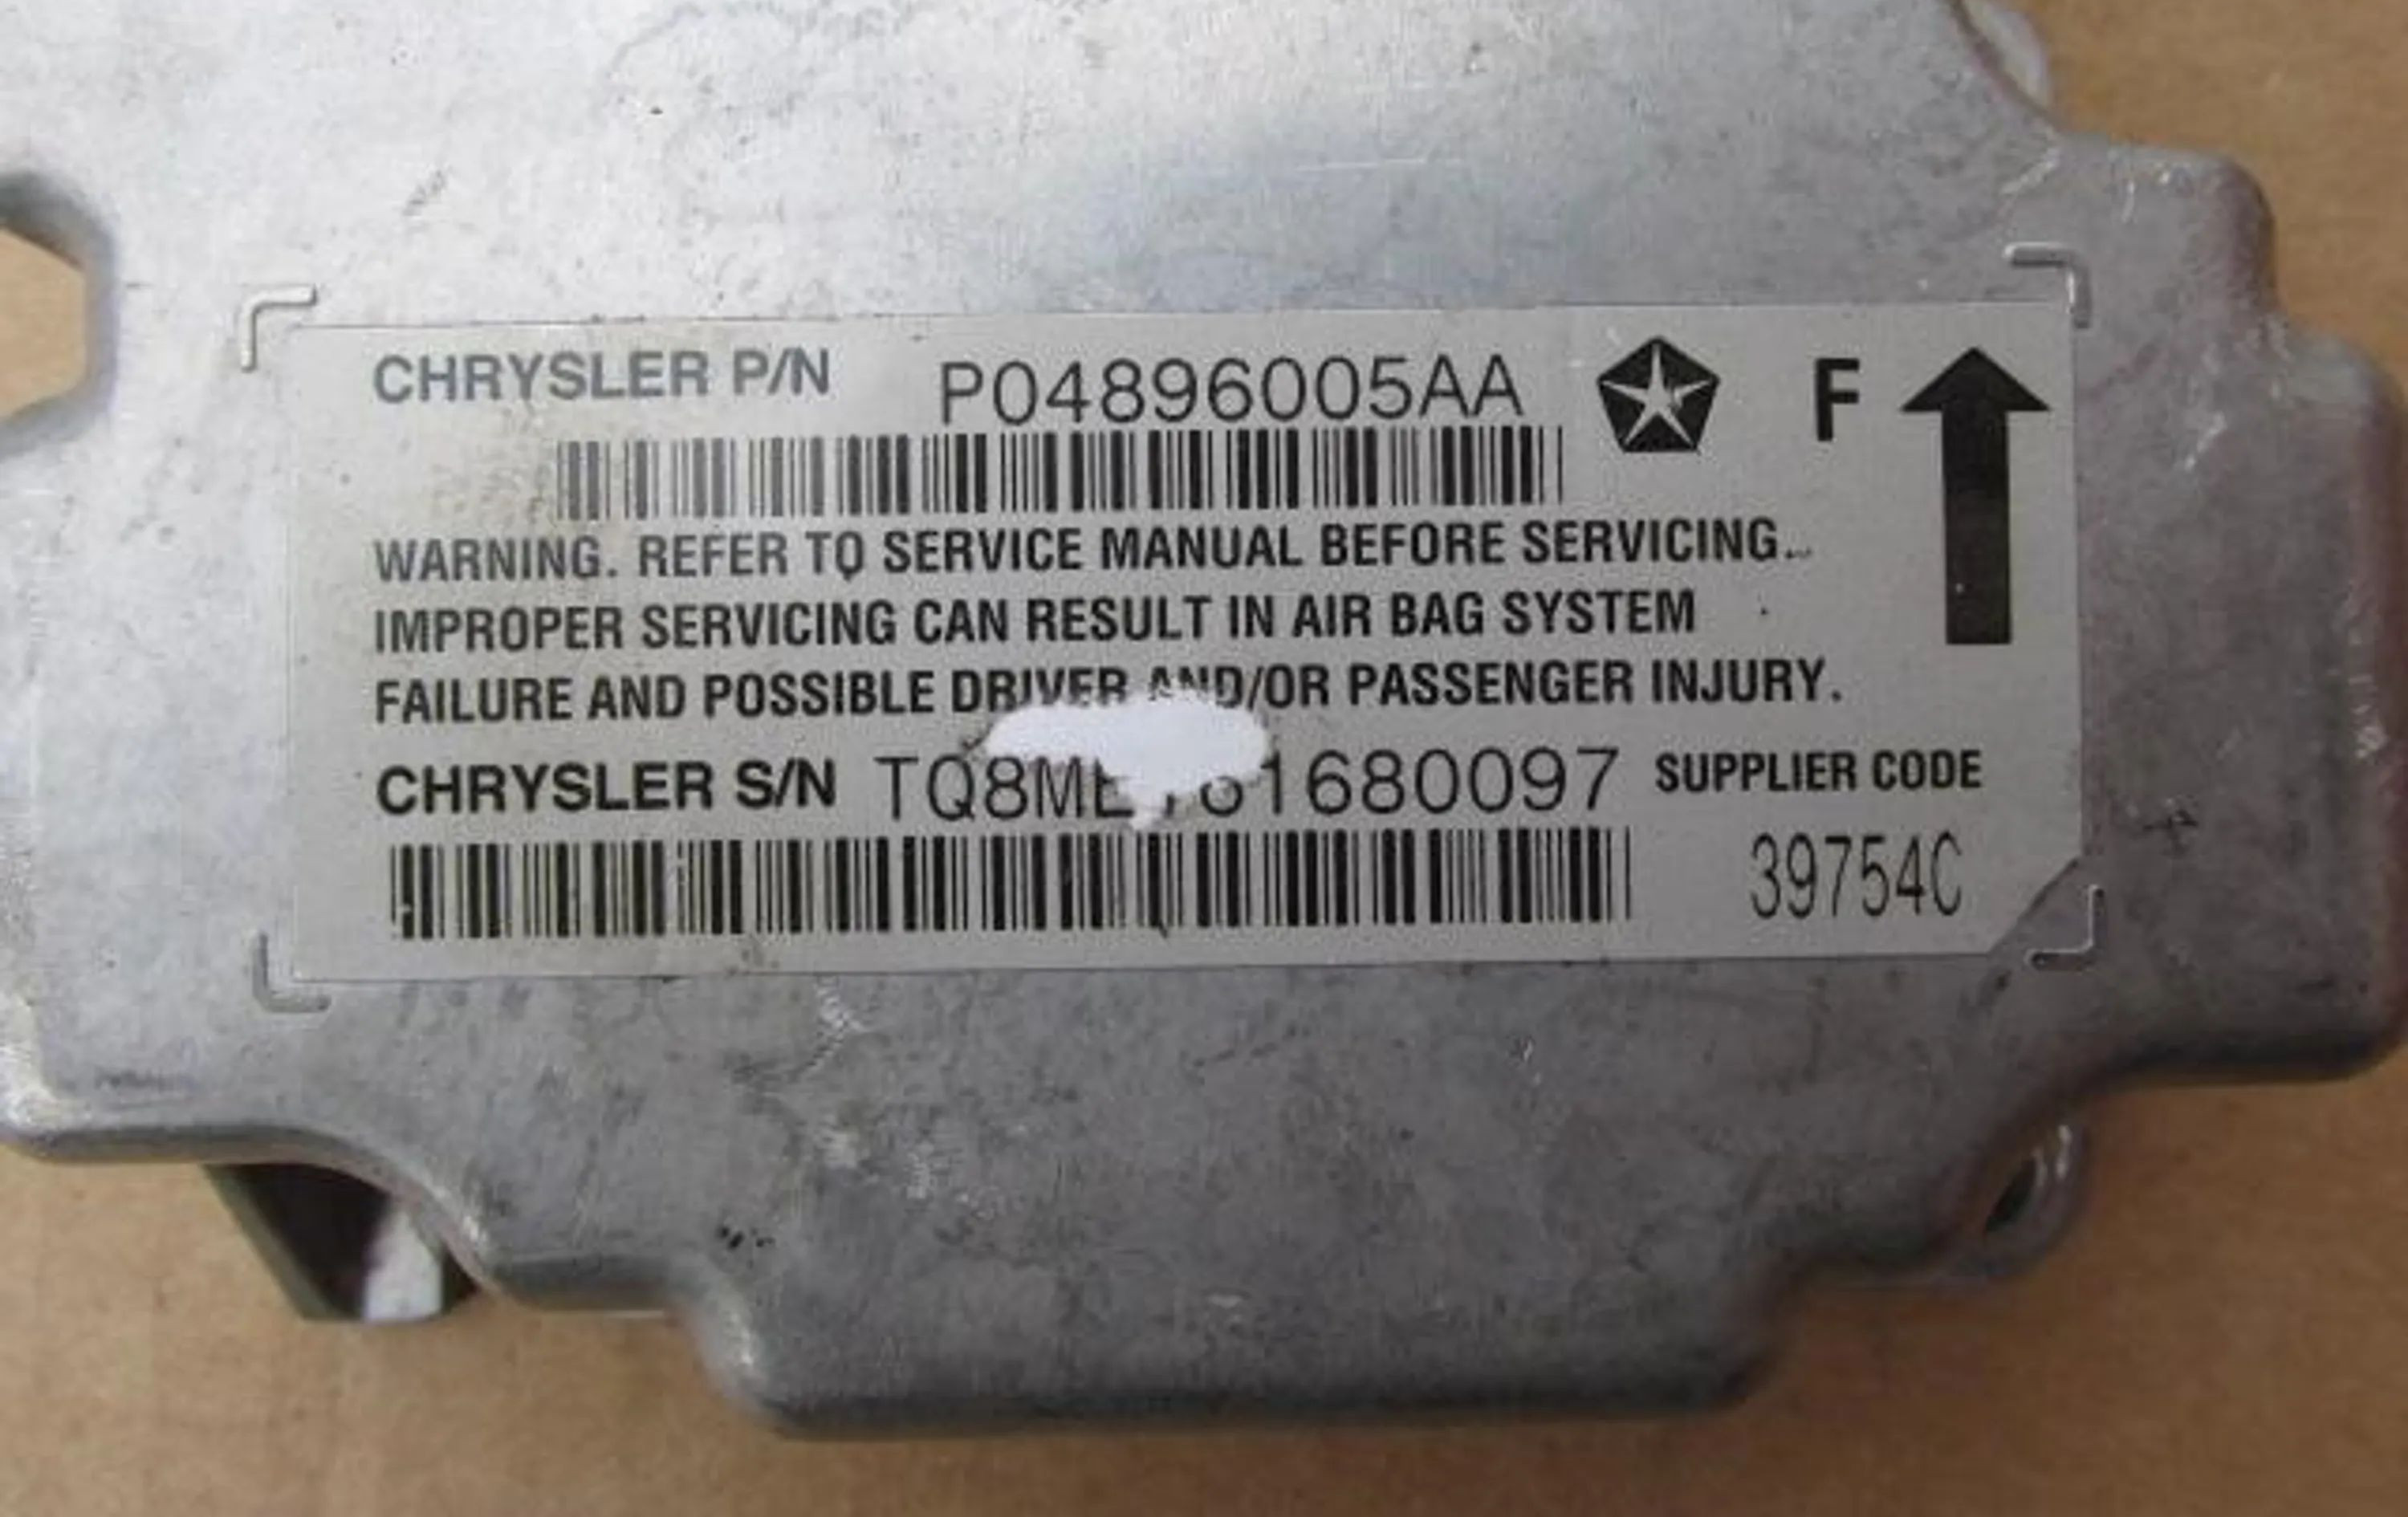 CHRYSLER P/N P04896005AA F
WARNING. REFER TO SERVICE MANUAL BEFORE SERVICING.
IMPROPER SERVICING CAN RESULT IN AIR BAG SYSTEM
FAILURE AND POSSIBLE DRIVER AND/OR PASSENGER INJURY.
CHRYSLER S/N SUPPLIER CODE
39754C